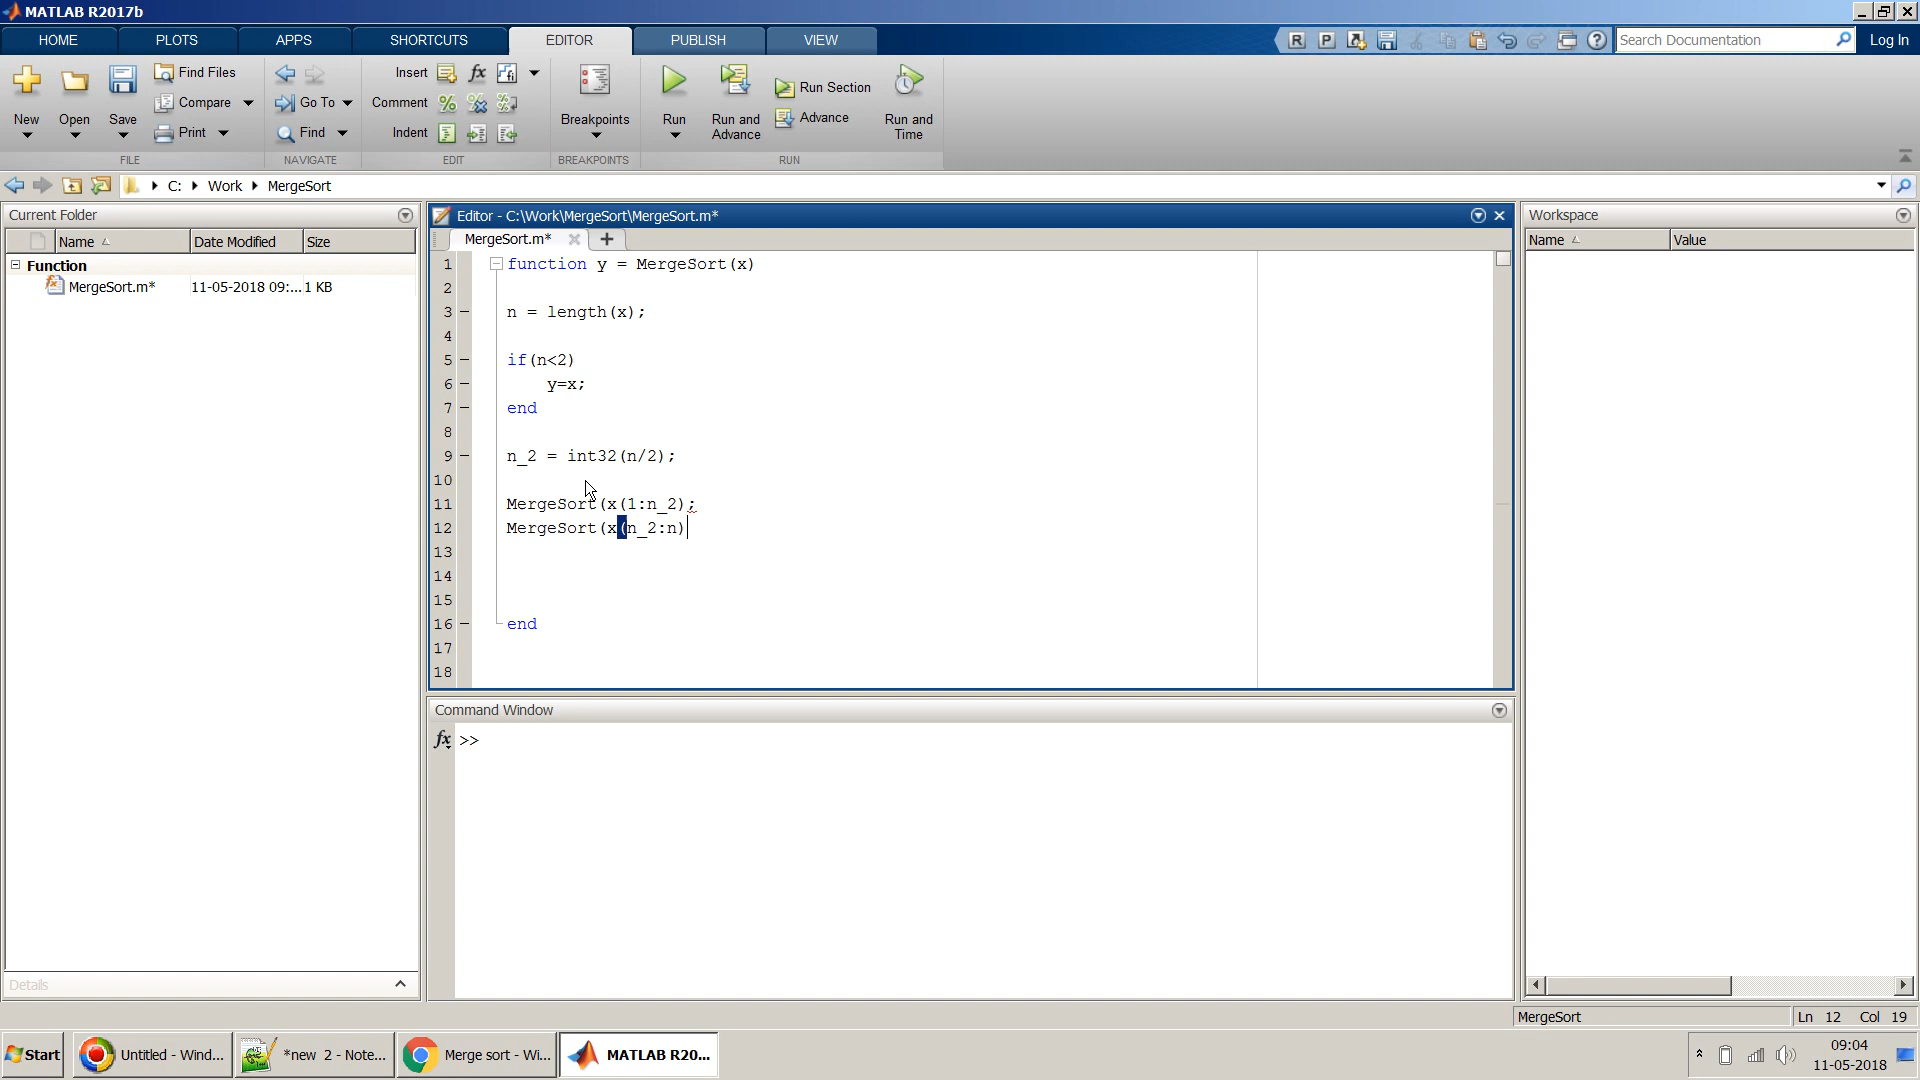 MATLAB R2017b
HOME PLOTS APPS SHORTCUTS EDITOR PUBLISH VIEW Search Documentation Log In
New Open Save Find Files Compare Print Go To Find Insert fx Comment Indent Breakpoints Run Run and Advance Run Section Advance Run and Time
FILE NAVIGATE EDIT BREAKPOINTS RUN
C: Work MergeSort
Current Folder
Name Date Modified Size
Function
MergeSort.m* 11-05-2018 09:... 1 KB
Details
Editor - C:\Work\MergeSort\MergeSort.m*
MergeSort.m*
1 function y = MergeSort(x)
2
3 n = length(x);
4
5 if(n<2)
6 y=x;
7 end
8
9 n_2 = int32(n/2);
10
11 MergeSort(x(1:n_2);
12 MergeSort(x(n_2:n)
13
14
15
16 end
17
18
Command Window
fx >>
Workspace
Name Value
MergeSort Ln 12 Col 19
Start Untitled - Wind... *new 2 - Note... Merge sort - Wi... MATLAB R20... 09:04
11-05-2018